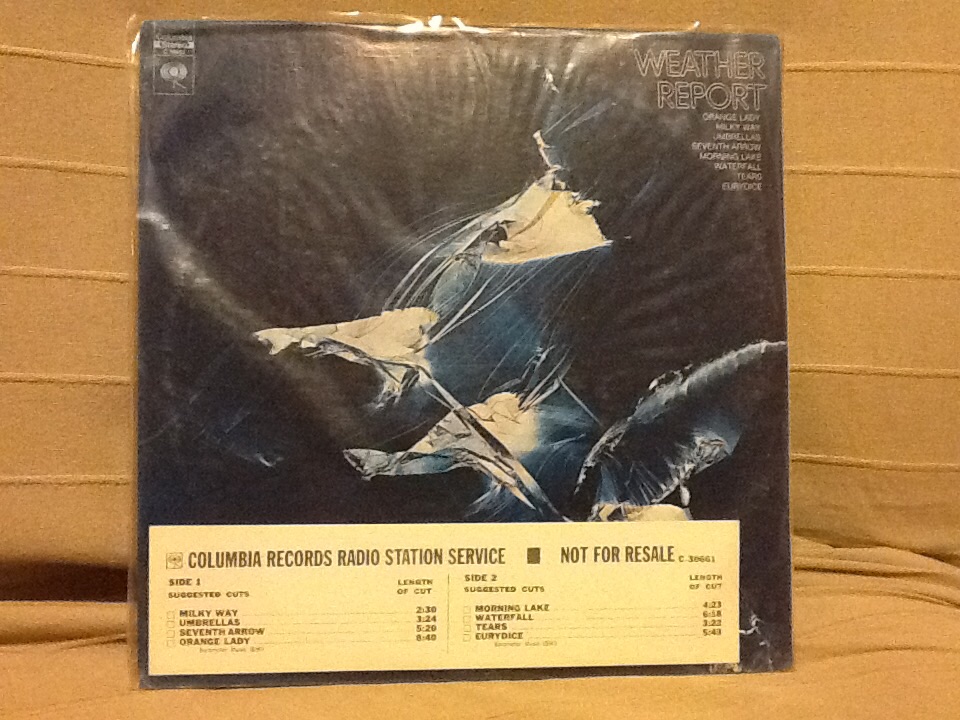 Columbia
Stereo
WEATHER
REPORT
ORANGE LADY
MILKY WAY
UMBRELLAS
SEVENTH ARROW
MORNING LAKE
WATERFALL
TEARS
EURYDICE
COLUMBIA RECORDS RADIO STATION SERVICE ■ NOT FOR RESALE C 30661
SIDE 1 LENGTH
SUGGESTED CUTS OF CUT
MILKY WAY 2:30
UMBRELLAS 3:24
SEVENTH ARROW 5:20
ORANGE LADY 8:40
SIDE 2 LENGTH
SUGGESTED CUTS OF CUT
MORNING LAKE 4:23
WATERFALL 6:18
TEARS 3:22
EURYDICE 5:43